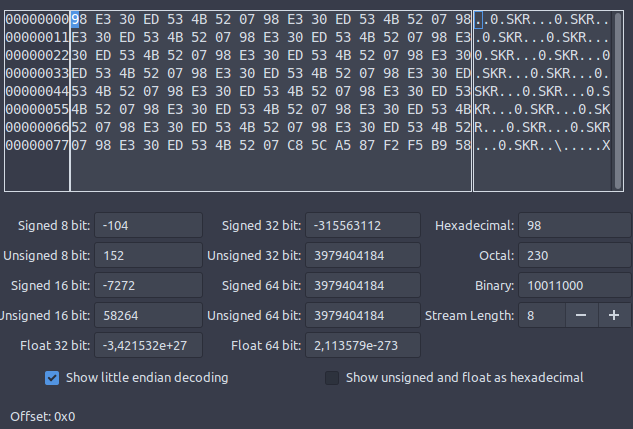 00000000 98 E3 30 ED 53 4B 52 07 98 E3 30 ED 53 4B 52 07 98 ..0.SKR...0.SKR..
00000011 E3 30 ED 53 4B 52 07 98 E3 30 ED 53 4B 52 07 98 E3 .0.SKR...0.SKR...
00000022 30 ED 53 4B 52 07 98 E3 30 ED 53 4B 52 07 98 E3 30 0.SKR...0.SKR...0
00000033 ED 53 4B 52 07 98 E3 30 ED 53 4B 52 07 98 E3 30 ED .SKR...0.SKR...0.
00000044 53 4B 52 07 98 E3 30 ED 53 4B 52 07 98 E3 30 ED 53 SKR...0.SKR...0.S
00000055 4B 52 07 98 E3 30 ED 53 4B 52 07 98 E3 30 ED 53 4B KR...0.SKR...0.SK
00000066 52 07 98 E3 30 ED 53 4B 52 07 98 E3 30 ED 53 4B 52 R...0.SKR...0.SKR
00000077 07 98 E3 30 ED 53 4B 52 07 C8 5C A5 87 F2 F5 B9 58 ...0.SKR..\.....X
Signed 8 bit: -104 Signed 32 bit: -315563112 Hexadecimal: 98
Unsigned 8 bit: 152 Unsigned 32 bit: 3979404184 Octal: 230
Signed 16 bit: -7272 Signed 64 bit: 3979404184 Binary: 10011000
Unsigned 16 bit: 58264 Unsigned 64 bit: 3979404184 Stream Length: 8 − +
Float 32 bit: -3,421532e+27 Float 64 bit: 2,113579e-273
Show little endian decoding Show unsigned and float as hexadecimal
Offset: 0x0